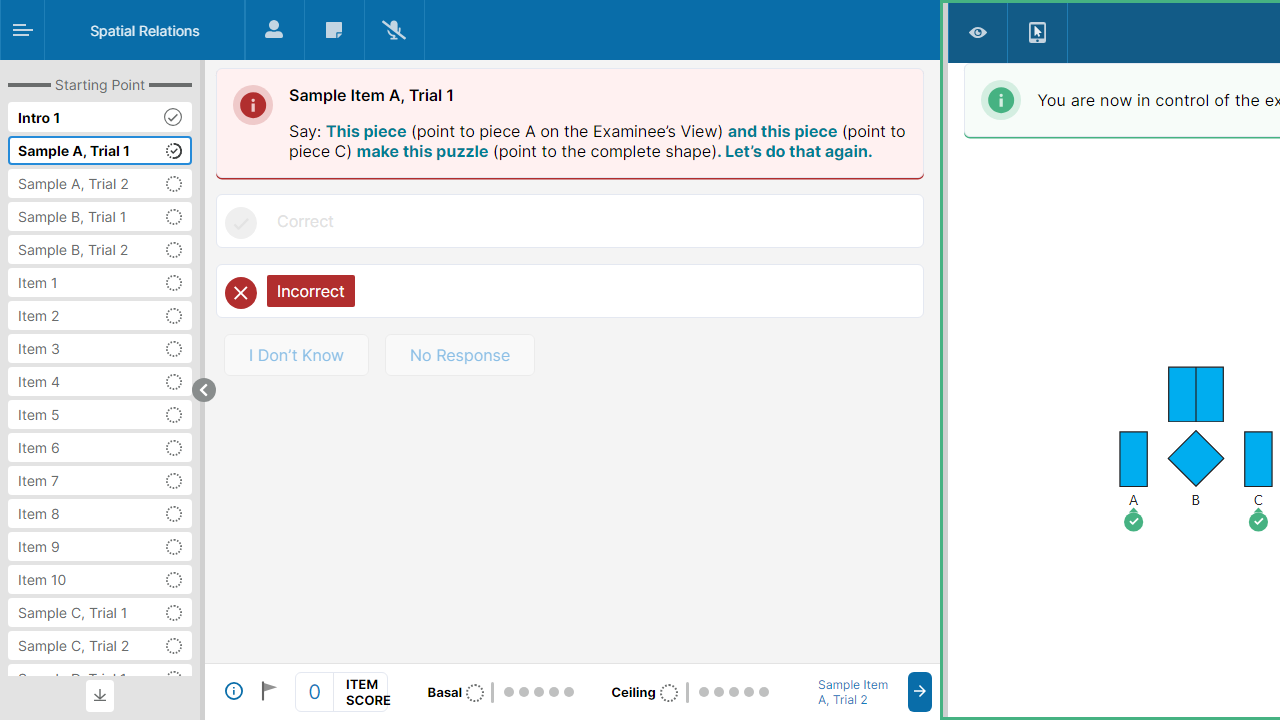 Spatial Relations
Starting Point
Intro 1
Sample A, Trial 1
Sample A, Trial 2
Sample B, Trial 1
Sample B, Trial 2
Item 1
Item 2
Item 3
Item 4
Item 5
Item 6
Item 7
Item 8
Item 9
Item 10
Sample C, Trial 1
Sample C, Trial 2
Sample Item A, Trial 1
Say: This piece (point to piece A on the Examinee’s View) and this piece (point to
piece C) make this puzzle (point to the complete shape). Let’s do that again.
Correct
Incorrect
I Don’t Know
No Response
0
ITEM
SCORE
Basal
Ceiling
Sample Item
A, Trial 2
You are now in control of the
A
B
C